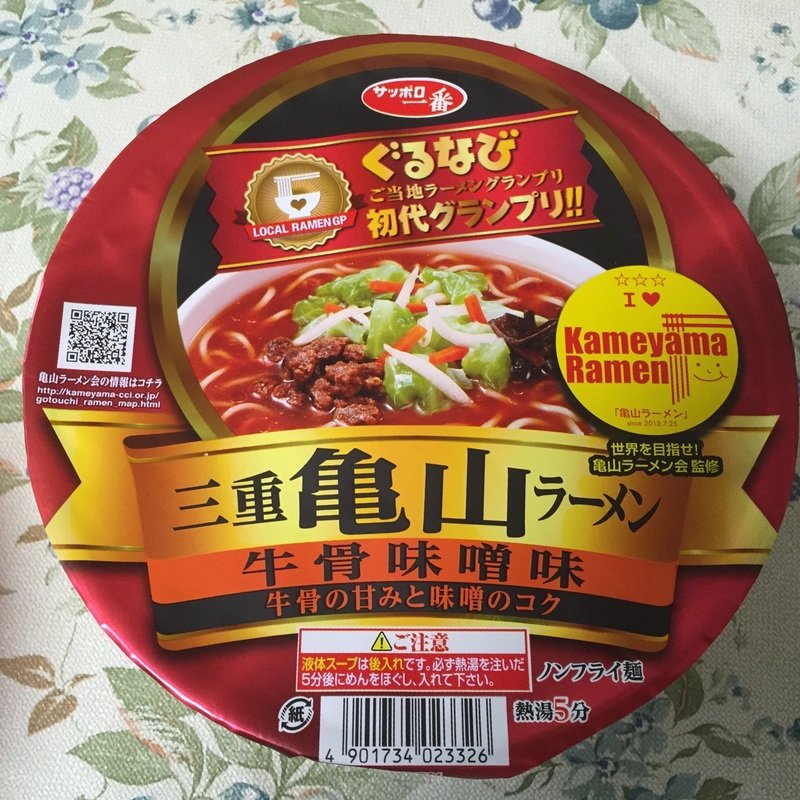 サッポロ一番
ぐるなび
ご当地ラーメングランプリ
初代グランプリ!!
LOCAL RAMEN GP
☆☆☆
I ♥
Kameyama
Ramen
「亀山ラーメン」
since 2013.7.25
亀山ラーメン会の情報はコチラ
http://kameyama-cci.or.jp/
gotouchi_ramen_map.html
世界を目指せ!
亀山ラーメン会 監修
三重亀山ラーメン
牛骨味噌味
牛骨の甘みと味噌のコク
⚠ご注意
液体スープは後入れです。必ず熱湯を注いだ
5分後にめんをほぐし、入れて下さい。
ノンフライ麺
熱湯5分
紙
4 901734 023326